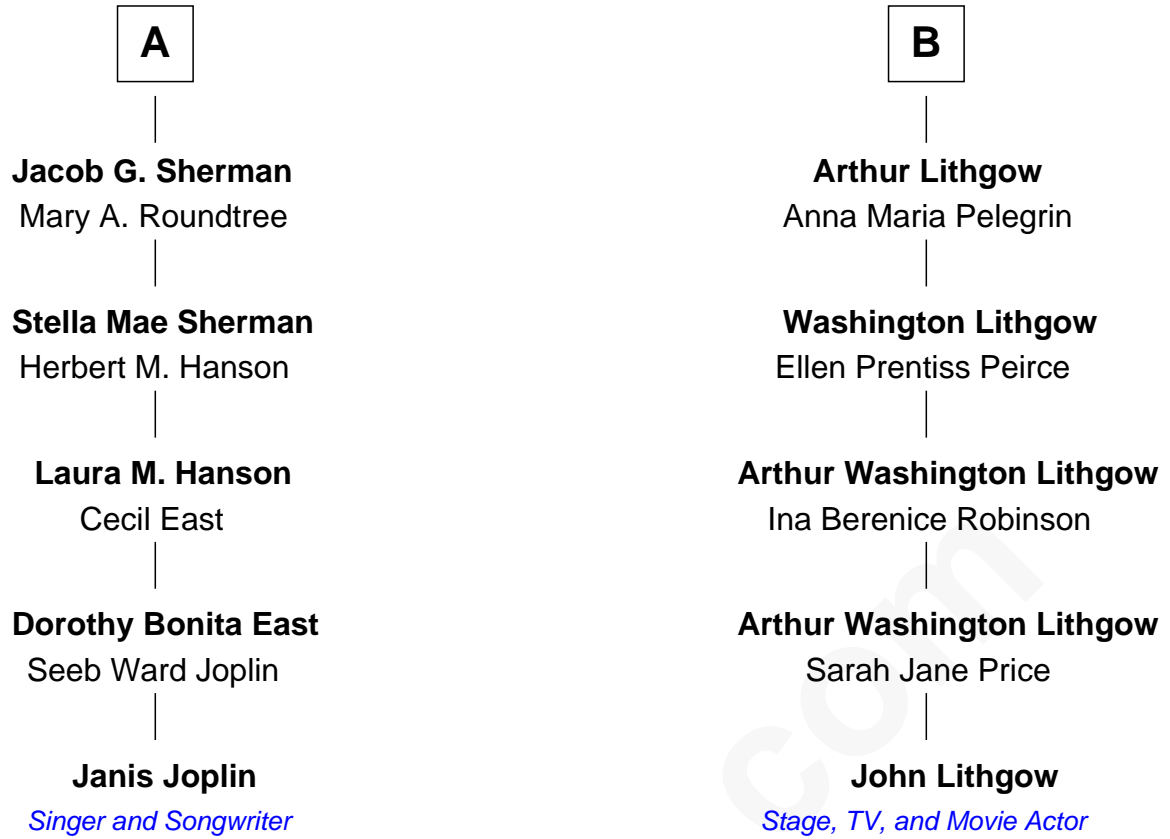 A
Jacob G. Sherman
Mary A. Roundtree
Stella Mae Sherman
Herbert M. Hanson
Laura M. Hanson
Cecil East
Dorothy Bonita East
Seeb Ward Joplin
Janis Joplin
Singer and Songwriter
B
Arthur Lithgow
Anna Maria Pelegrin
Washington Lithgow
Ellen Prentiss Peirce
Arthur Washington Lithgow
Ina Berenice Robinson
Arthur Washington Lithgow
Sarah Jane Price
John Lithgow
Stage, TV, and Movie Actor
com